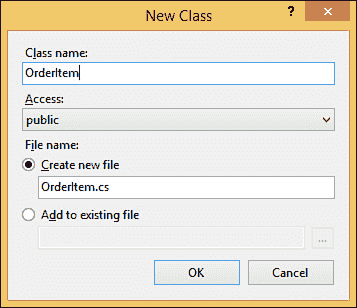 New Class
?
Class name:
OrderItem
Access:
public
File name:
Create new file
OrderItem.cs
Add to existing file
...
OK Cancel